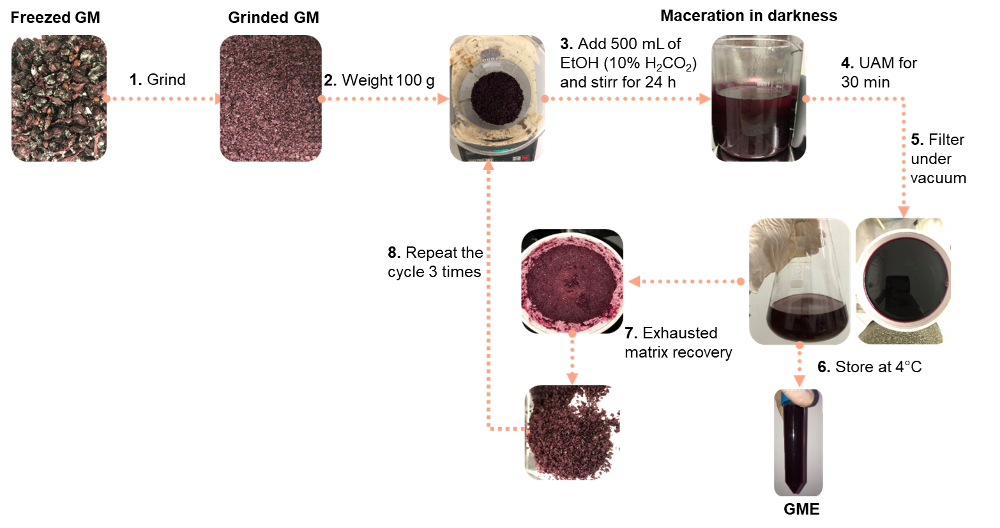 Freezed GM
Grinded GM
Maceration in darkness
1. Grind
2. Weight 100 g
3. Add 500 mL of
EtOH (10% H₂CO₂)
and stirr for 24 h
4. UAM for
30 min
5. Filter
under
vacuum
6. Store at 4°C
7. Exhausted
matrix recovery
8. Repeat the
cycle 3 times
GME